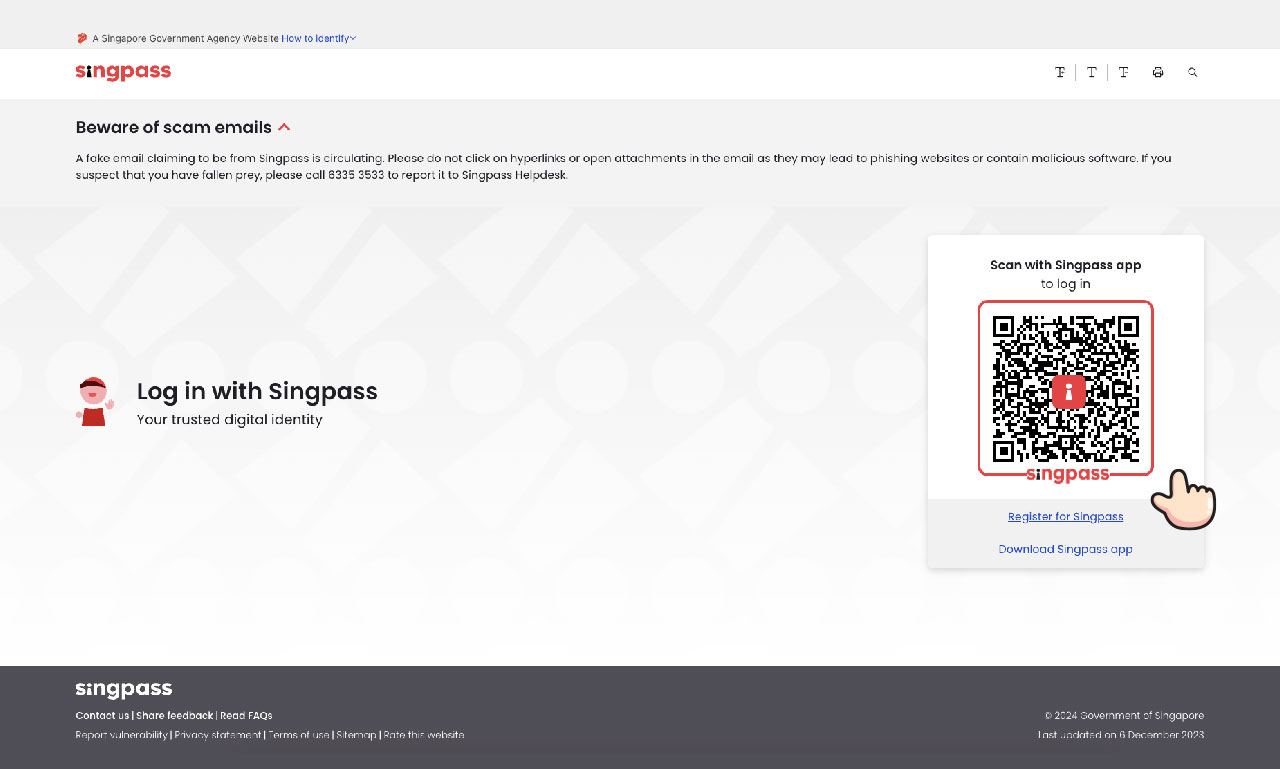 A Singapore Government Agency Website How to identify
singpass
Beware of scam emails
A fake email claiming to be from Singpass is circulating. Please do not click on hyperlinks or open attachments in the email as they may lead to phishing websites or contain malicious software. If you
suspect that you have fallen prey, please call 6335 3533 to report it to Singpass Helpdesk.
Log in with Singpass
Your trusted digital identity
Scan with Singpass app
to log in
singpass
Register for Singpass
Download Singpass app
singpass
Contact us | Share feedback | Read FAQs
© 2024 Government of Singapore
Report vulnerability | Privacy statement | Terms of use | Sitemap | Rate this website
Last updated on 6 December 2023